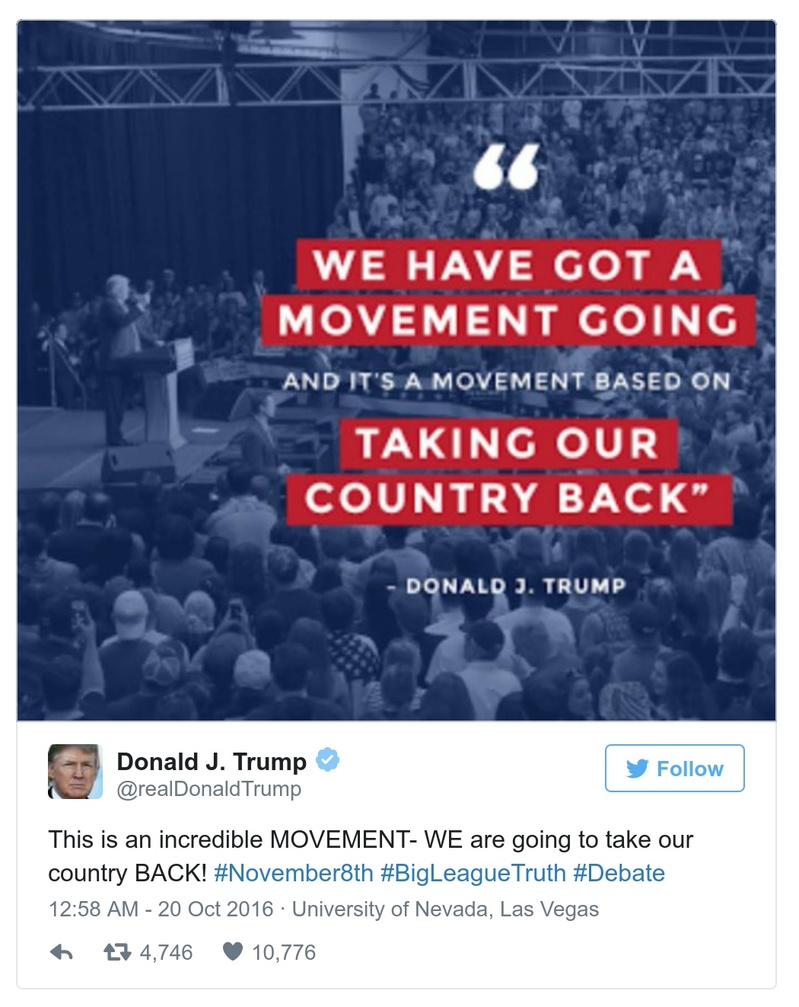 “
WE HAVE GOT A
MOVEMENT GOING
AND IT'S A MOVEMENT BASED ON
TAKING OUR
COUNTRY BACK”
- DONALD J. TRUMP
Donald J. Trump
Follow
@realDonaldTrump
This is an incredible MOVEMENT- WE are going to take our
country BACK! #November8th #BigLeagueTruth #Debate
12:58 AM - 20 Oct 2016 · University of Nevada, Las Vegas
4,746 10,776